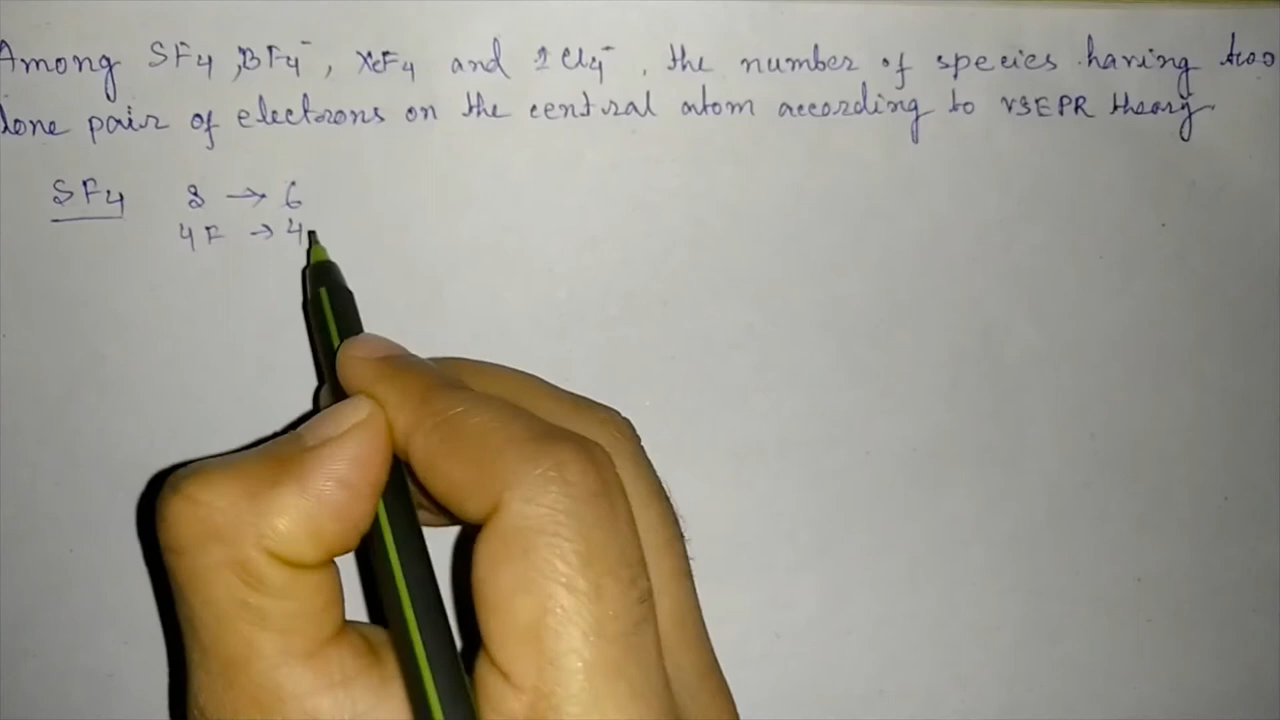 Among SF4, BF4⁻, XeF4 and ICl4⁻, the number of species having two
lone pair of electrons on the central atom according to VSEPR theory
SF4 S → 6
4F → 4